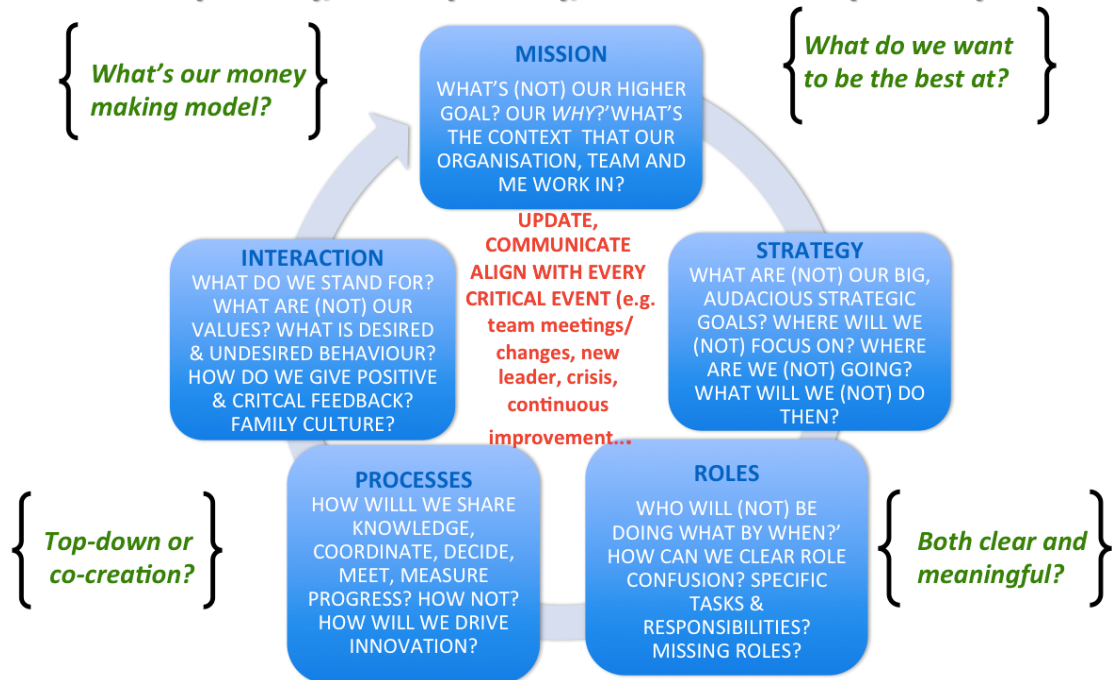 What's our money
making model?
What do we want
to be the best at?
MISSION
WHAT'S (NOT) OUR HIGHER
GOAL? OUR WHY?'WHAT'S
THE CONTEXT THAT OUR
ORGANISATION, TEAM AND
ME WORK IN?
UPDATE,
COMMUNICATE
ALIGN WITH EVERY
CRITICAL EVENT (e.g.
team meetings/
changes, new
leader, crisis,
continuous
improvement...
STRATEGY
WHAT ARE (NOT) OUR BIG,
AUDACIOUS STRATEGIC
GOALS? WHERE WILL WE
(NOT) FOCUS ON? WHERE
ARE WE (NOT) GOING?
WHAT WILL WE (NOT) DO
THEN?
INTERACTION
WHAT DO WE STAND FOR?
WHAT ARE (NOT) OUR
VALUES? WHAT IS DESIRED
& UNDESIRED BEHAVIOUR?
HOW DO WE GIVE POSITIVE
& CRITCAL FEEDBACK?
FAMILY CULTURE?
ROLES
WHO WILL (NOT) BE
DOING WHAT BY WHEN?'
HOW CAN WE CLEAR ROLE
CONFUSION? SPECIFIC
TASKS &
RESPONSIBILITIES?
MISSING ROLES?
PROCESSES
HOW WILLL WE SHARE
KNOWLEDGE,
COORDINATE, DECIDE,
MEET, MEASURE
PROGRESS? HOW NOT?
HOW WILL WE DRIVE
INNOVATION?
Top-down or
co-creation?
Both clear and
meaningful?